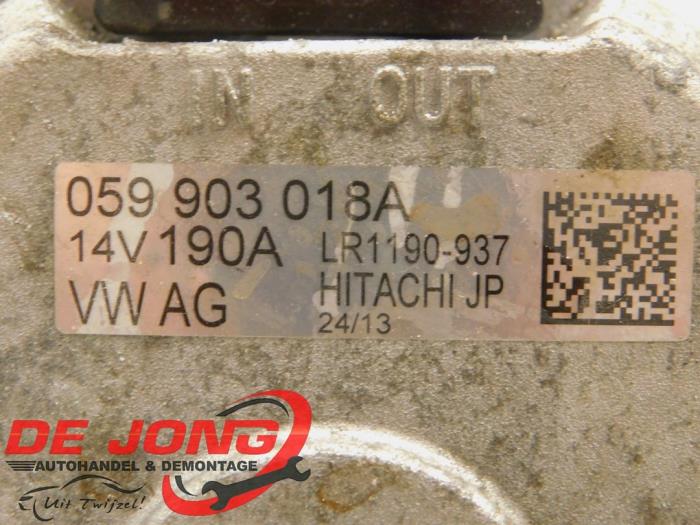 IN OUT
059 903 018A
14V 190A LR1190-937
VW AG HITACHI JP
24/13
DE JONG
AUTOHANDEL & DEMONTAGE
Uit Twijzel!